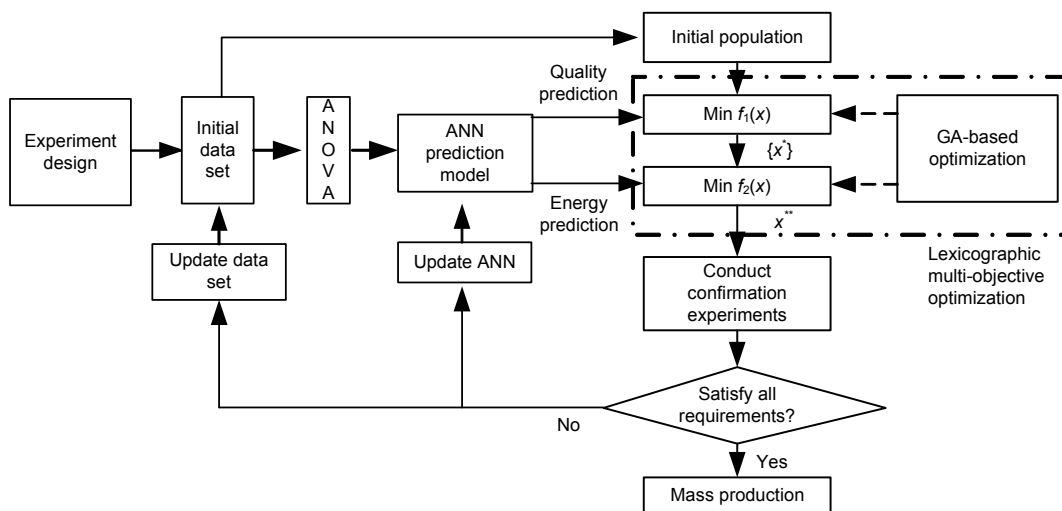 Initial population
Quality
prediction
Experiment
design
Initial
data
set
A
N
O
V
A
ANN
prediction
model
Min f₁(x)
{x*}
Min f₂(x)
x**
GA-based
optimization
Energy
prediction
Update data
set
Update ANN
Lexicographic
multi-objective
optimization
Conduct
confirmation
experiments
Satisfy all
requirements?
No
Yes
Mass production